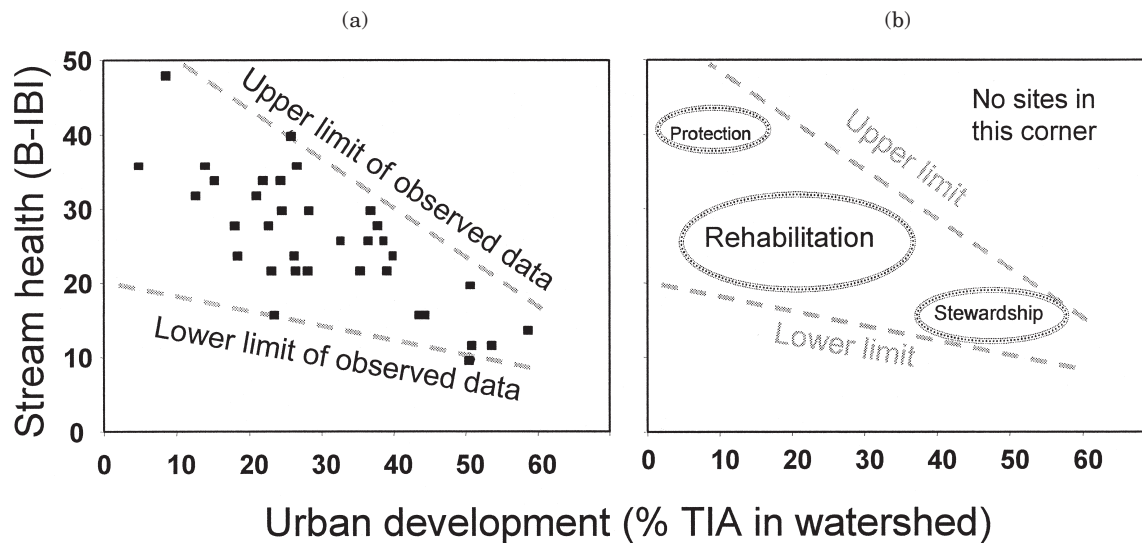 (a)
(b)
Stream health (B-IBI)
50
40
30
20
10
0
Upper limit of observed data
Lower limit of observed data
0 10 20 30 40 50 60
No sites in
this corner
Protection
Upper limit
Rehabilitation
Stewardship
Lower limit
0 10 20 30 40 50 60
Urban development (% TIA in watershed)